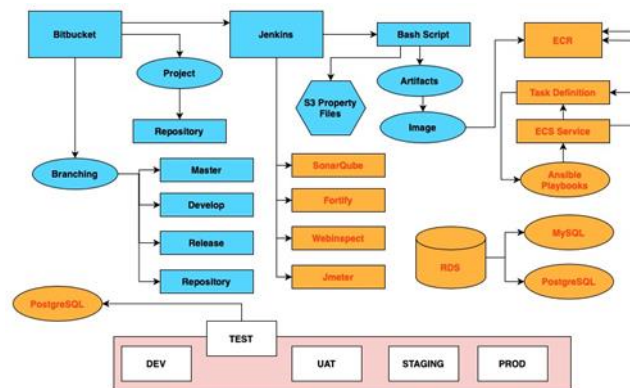 Bitbucket
Jenkins
Bash Script
ECR
Project
Artifacts
S3 Property
Files
Task Definition
Repository
Image
ECS Service
Branching
Master
SonarQube
Ansible
Playbooks
Develop
Fortify
Release
Webinspect
MySQL
RDS
Repository
Jmeter
PostgreSQL
PostgreSQL
TEST
DEV
UAT
STAGING
PROD